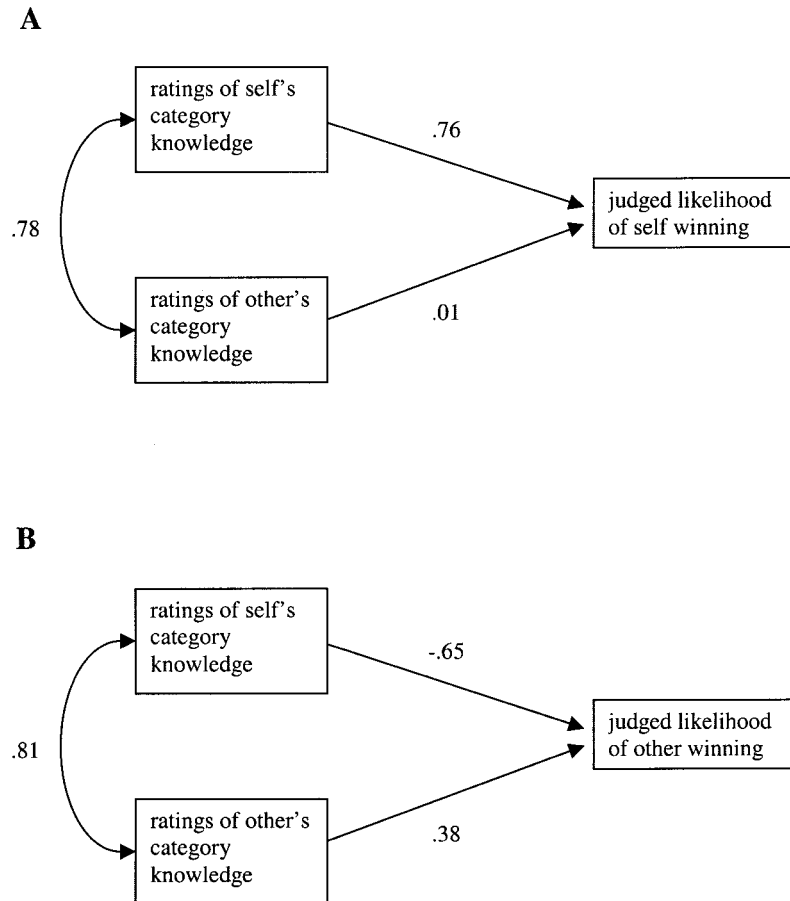 A
ratings of self's
category
knowledge
.76
judged likelihood
of self winning
.78
ratings of other's
category
knowledge
.01
B
ratings of self's
category
knowledge
-.65
judged likelihood
of other winning
.81
ratings of other's
category
knowledge
.38